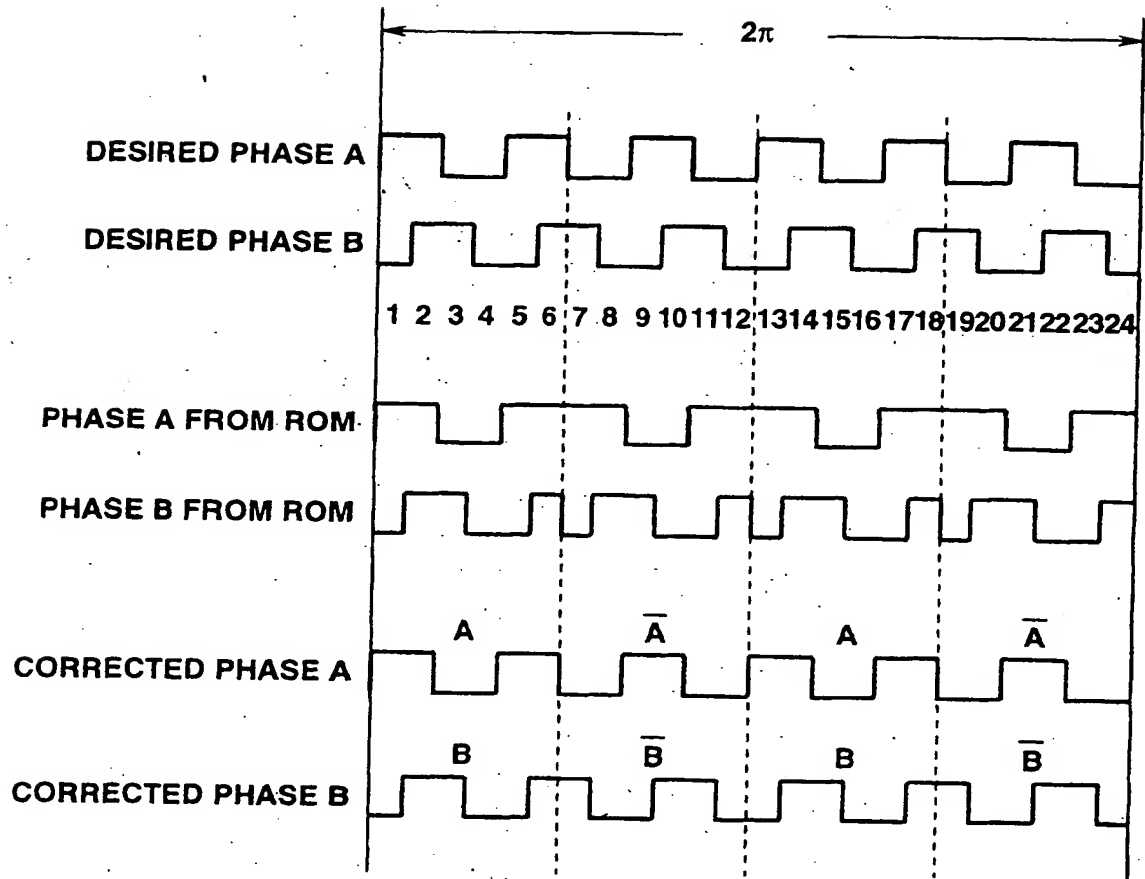 2π
DESIRED PHASE A
DESIRED PHASE B
1 2 3 4 5 6 7 8 9 10 11 12 13 14 15 16 17 18 19 20 21 22 23 24
PHASE A FROM ROM
PHASE B FROM ROM
A A̅ A A̅
CORRECTED PHASE A
B B̅ B B̅
CORRECTED PHASE B